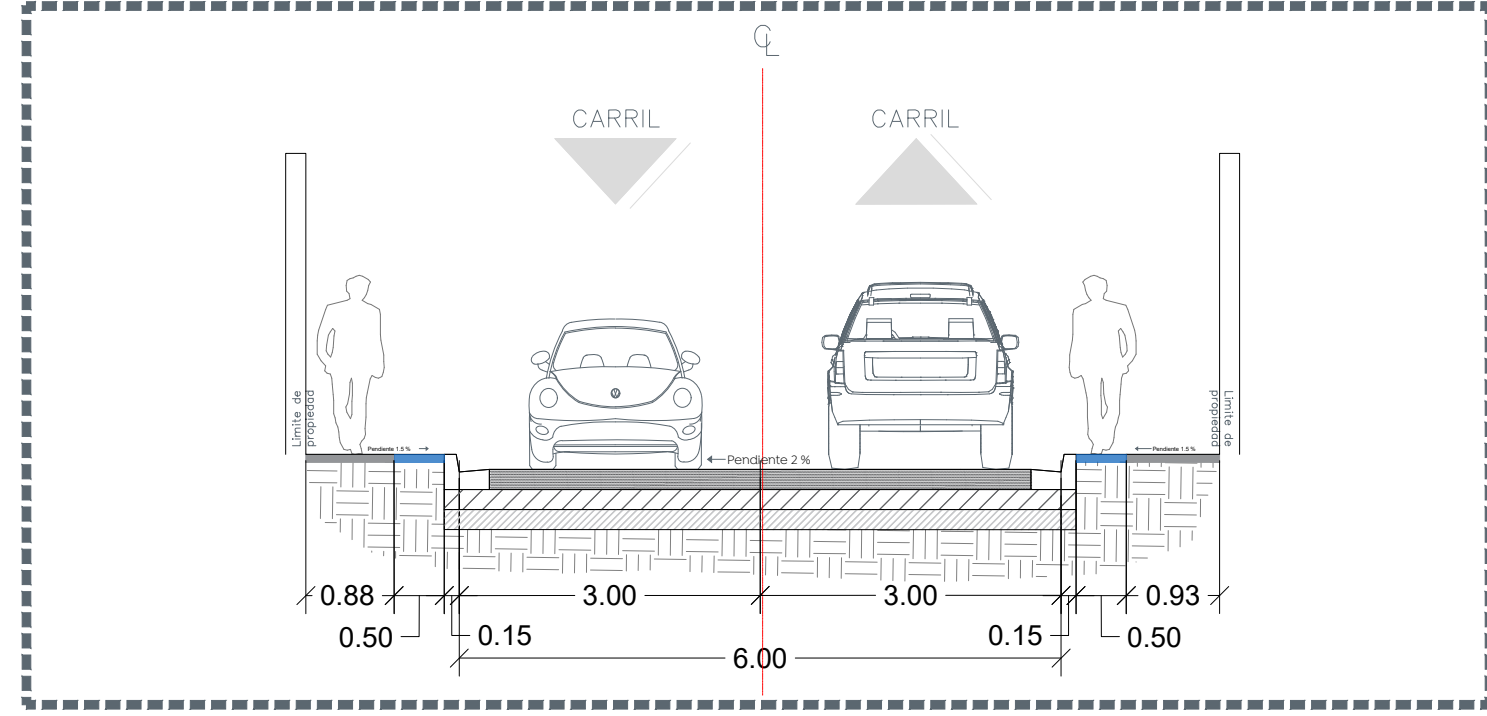 CL
CARRIL
CARRIL
Limite de
propiedad
Limite de
propiedad
Pendiente 1.5 %
Pendiente 2 %
Pendiente 1.5 %
0.88
3.00
3.00
0.93
0.50
0.15
0.15
0.50
6.00